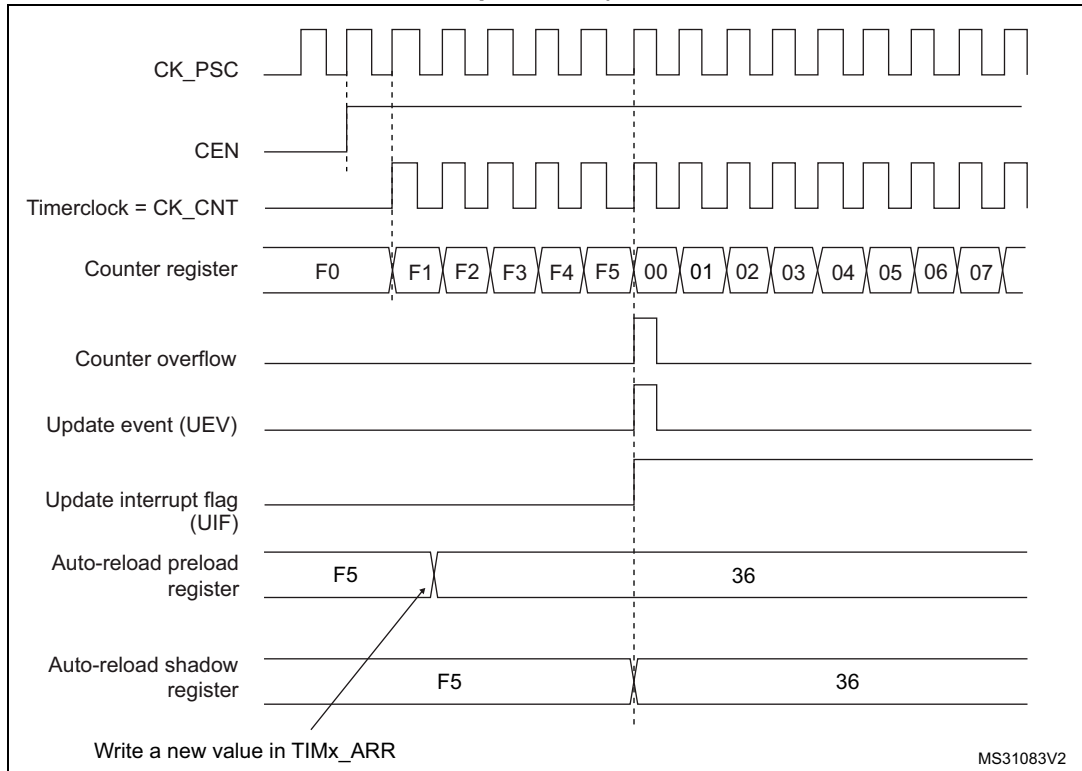 CK_PSC
CEN
Timerclock = CK_CNT
Counter register
F0 F1 F2 F3 F4 F5 00 01 02 03 04 05 06 07
Counter overflow
Update event (UEV)
Update interrupt flag
(UIF)
Auto-reload preload
register
F5 36
Auto-reload shadow
register
F5 36
Write a new value in TIMx_ARR
MS31083V2